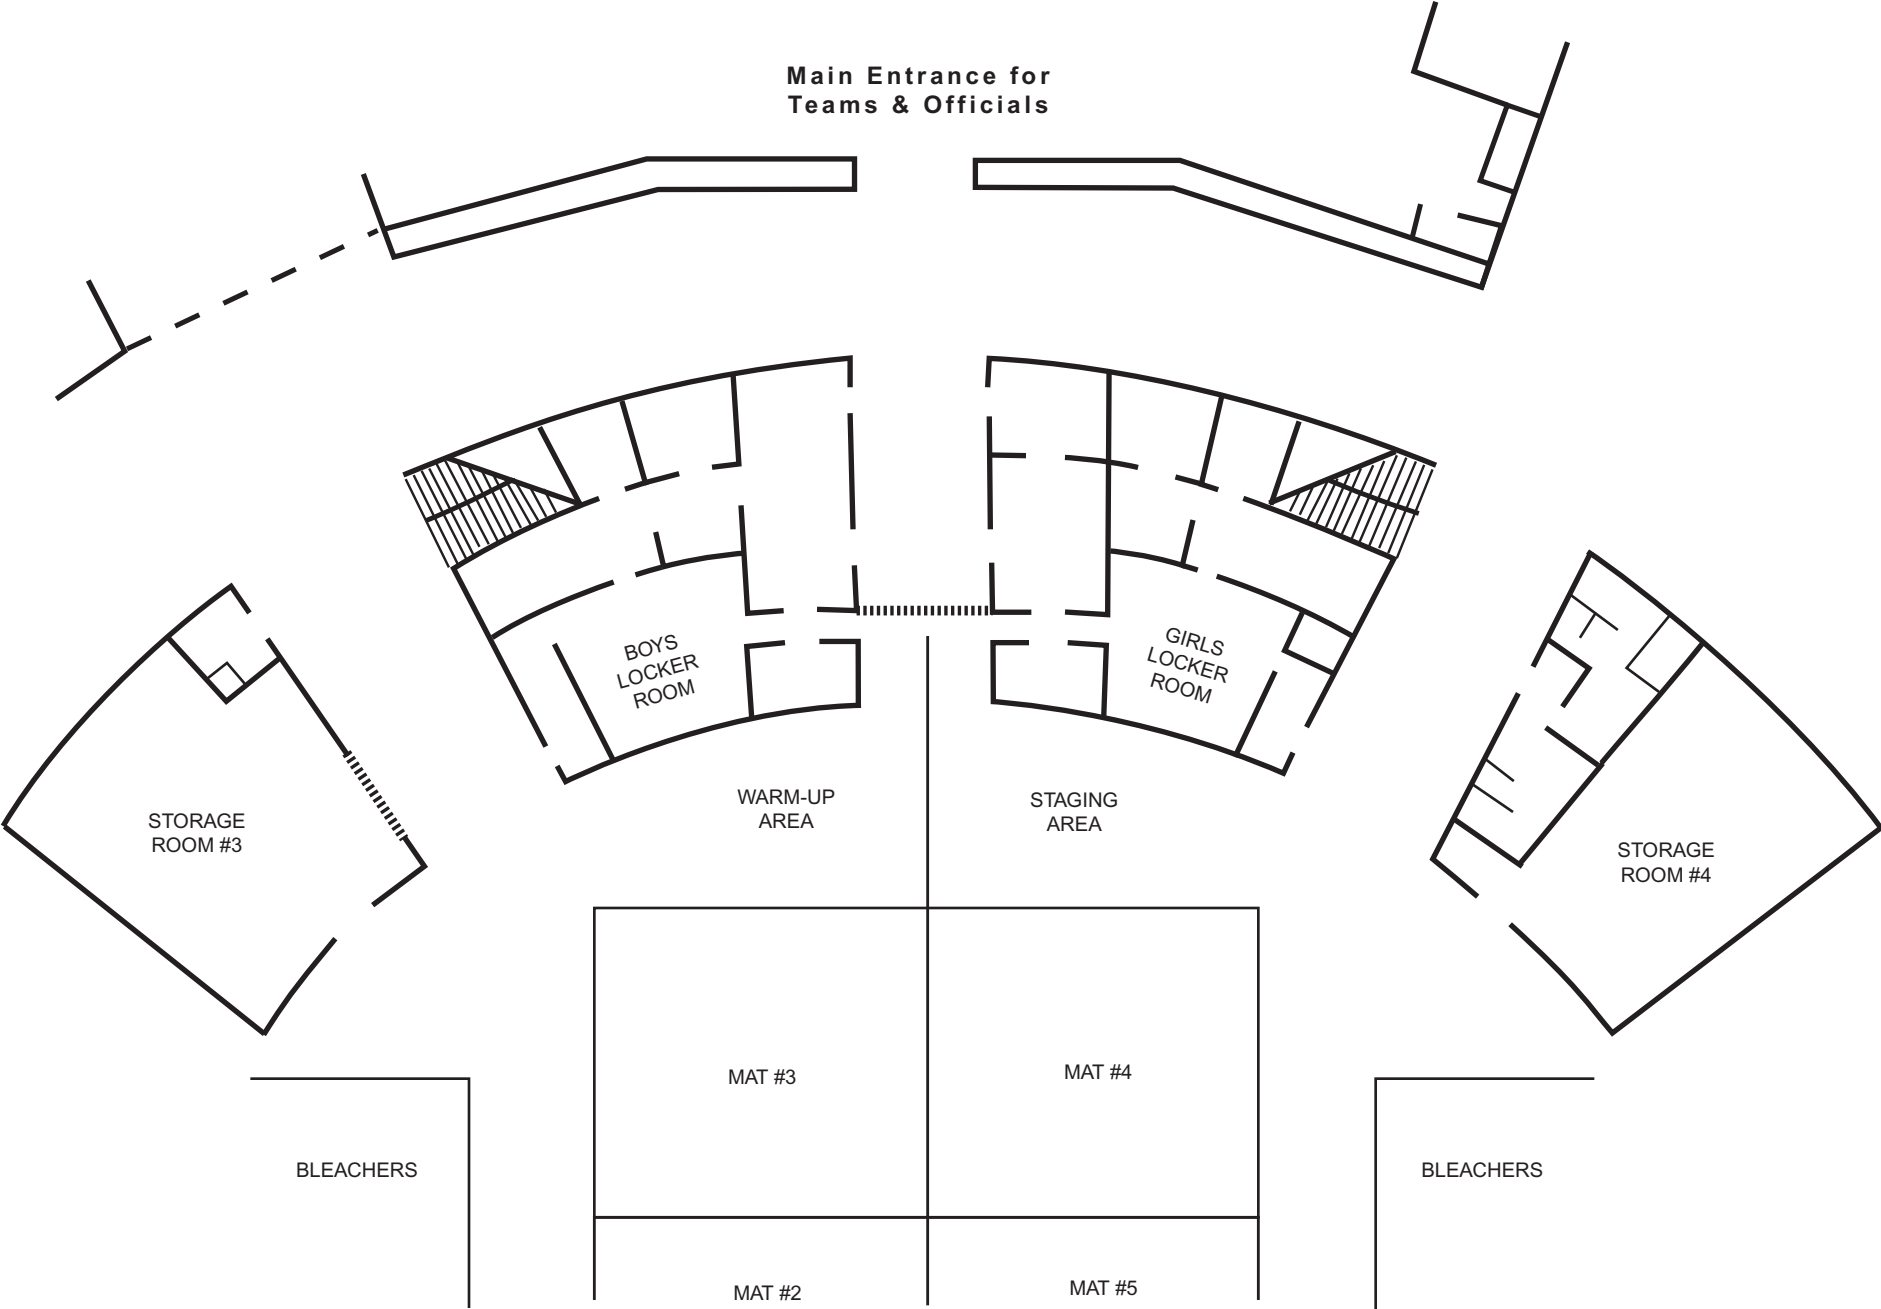 Main Entrance for
Teams & Officials
BOYS
LOCKER
ROOM
GIRLS
LOCKER
ROOM
WARM-UP
AREA
STAGING
AREA
STORAGE
ROOM #3
STORAGE
ROOM #4
MAT #3
MAT #4
BLEACHERS
BLEACHERS
MAT #2
MAT #5